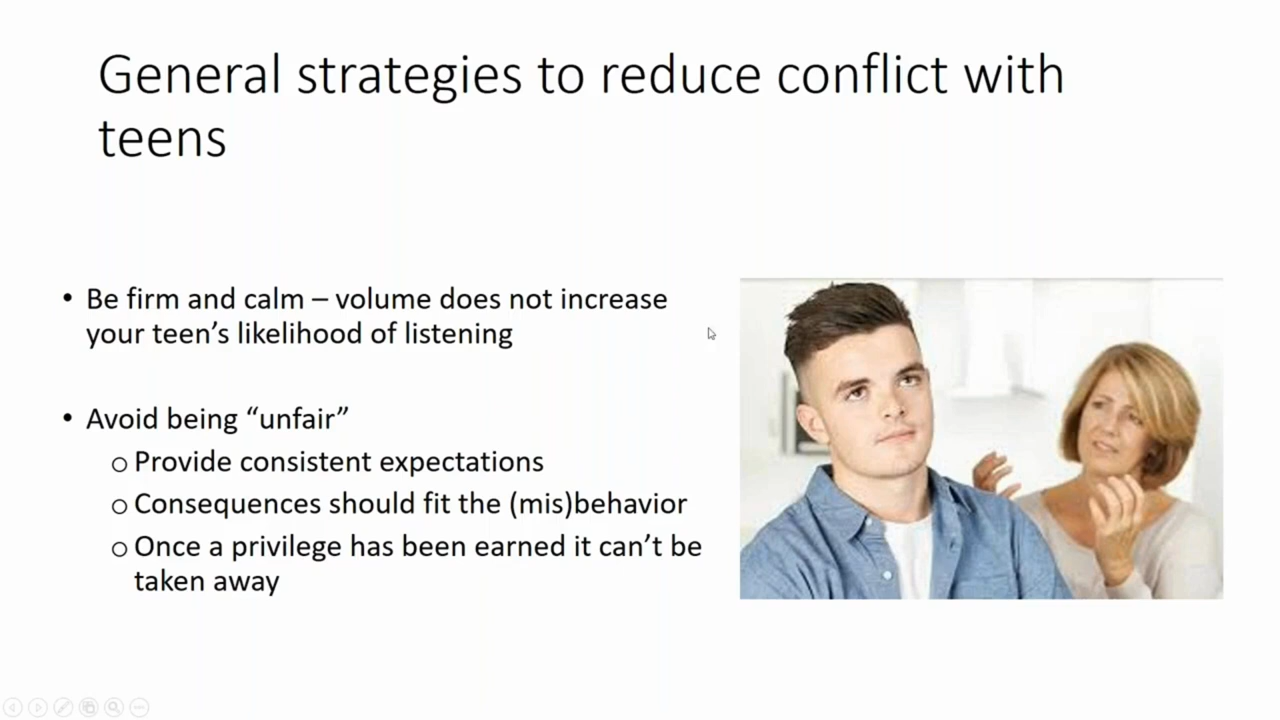 General strategies to reduce conflict with
teens
• Be firm and calm – volume does not increase
your teen’s likelihood of listening
• Avoid being “unfair”
o Provide consistent expectations
o Consequences should fit the (mis)behavior
o Once a privilege has been earned it can’t be
taken away